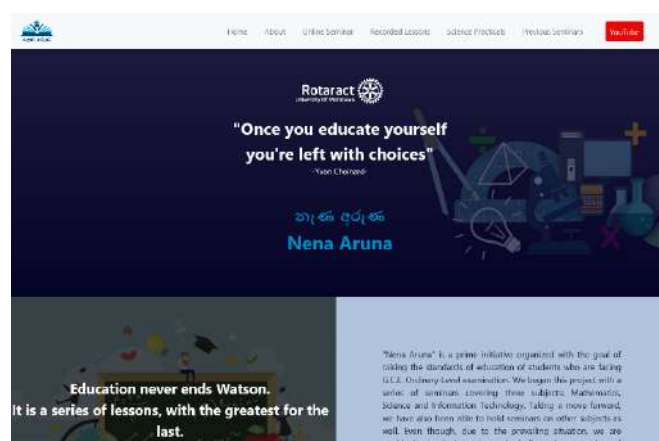 Home About Online Seminar Recorded Lessons Science Practicals Previous Seminars YouTube
Rotaract
University of Moratuwa
"Once you educate yourself
you're left with choices"
-Yvon Choinard-
නැණ අරුණ
Nena Aruna
Education never ends Watson.
It is a series of lessons, with the greatest for the
last.
"Nena Aruna" is a prime initiative organized with the goal of
raising the standards of education of students who are facing
G.C.E. Ordinary Level examination. We began this project with a
series of seminars covering three subjects; Mathematics,
Science and Information Technology. Taking a move forward,
we have also been able to hold seminars on other subjects as
well. Even though, due to the prevailing situation, we are